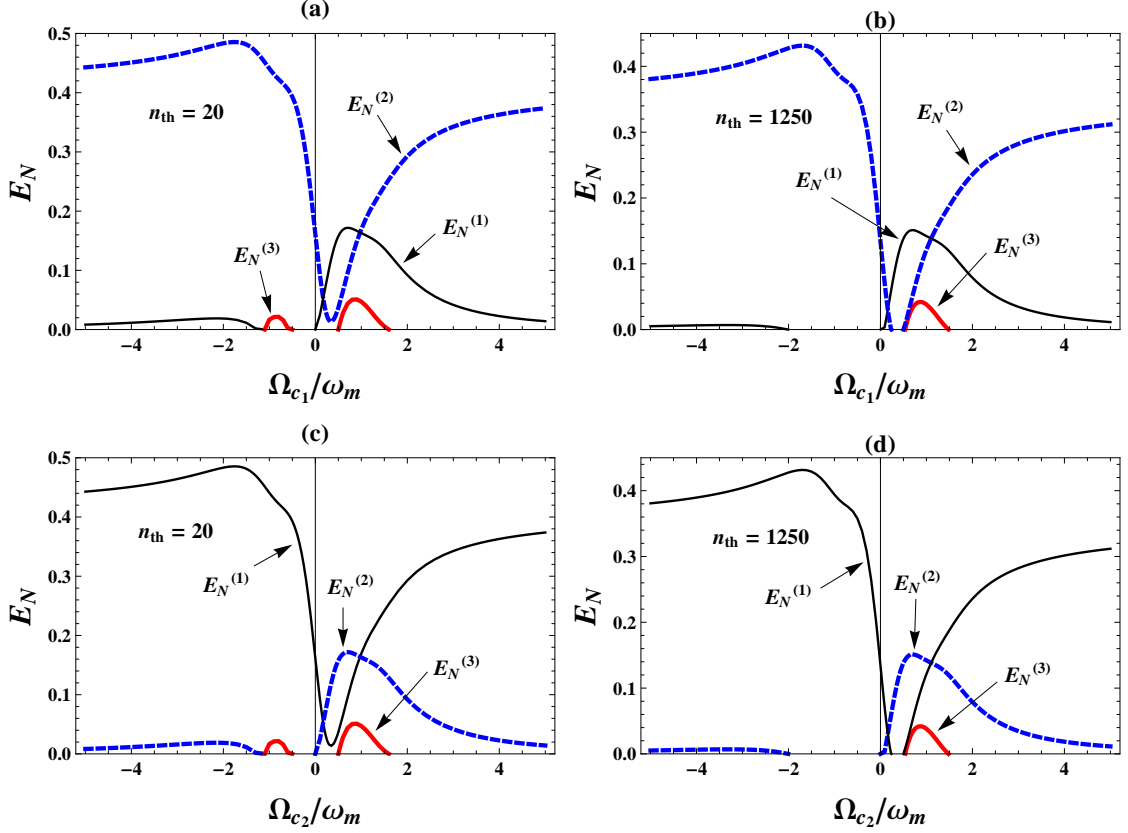 (a)
0.5
0.4
0.3
0.2
0.1
0.0
E_N
n_th = 20
E_N^(2)
E_N^(1)
E_N^(3)
−4
−2
0
2
4
Ω_c₁/ω_m
(b)
0.4
0.3
0.2
0.1
0.0
E_N
n_th = 1250
E_N^(2)
E_N^(1)
E_N^(3)
−4
−2
0
2
4
Ω_c₁/ω_m
(c)
0.5
0.4
0.3
0.2
0.1
0.0
E_N
n_th = 20
E_N^(1)
E_N^(2)
E_N^(3)
−4
−2
0
2
4
Ω_c₂/ω_m
(d)
0.4
0.3
0.2
0.1
0.0
E_N
n_th = 1250
E_N^(1)
E_N^(2)
E_N^(3)
−4
−2
0
2
4
Ω_c₂/ω_m